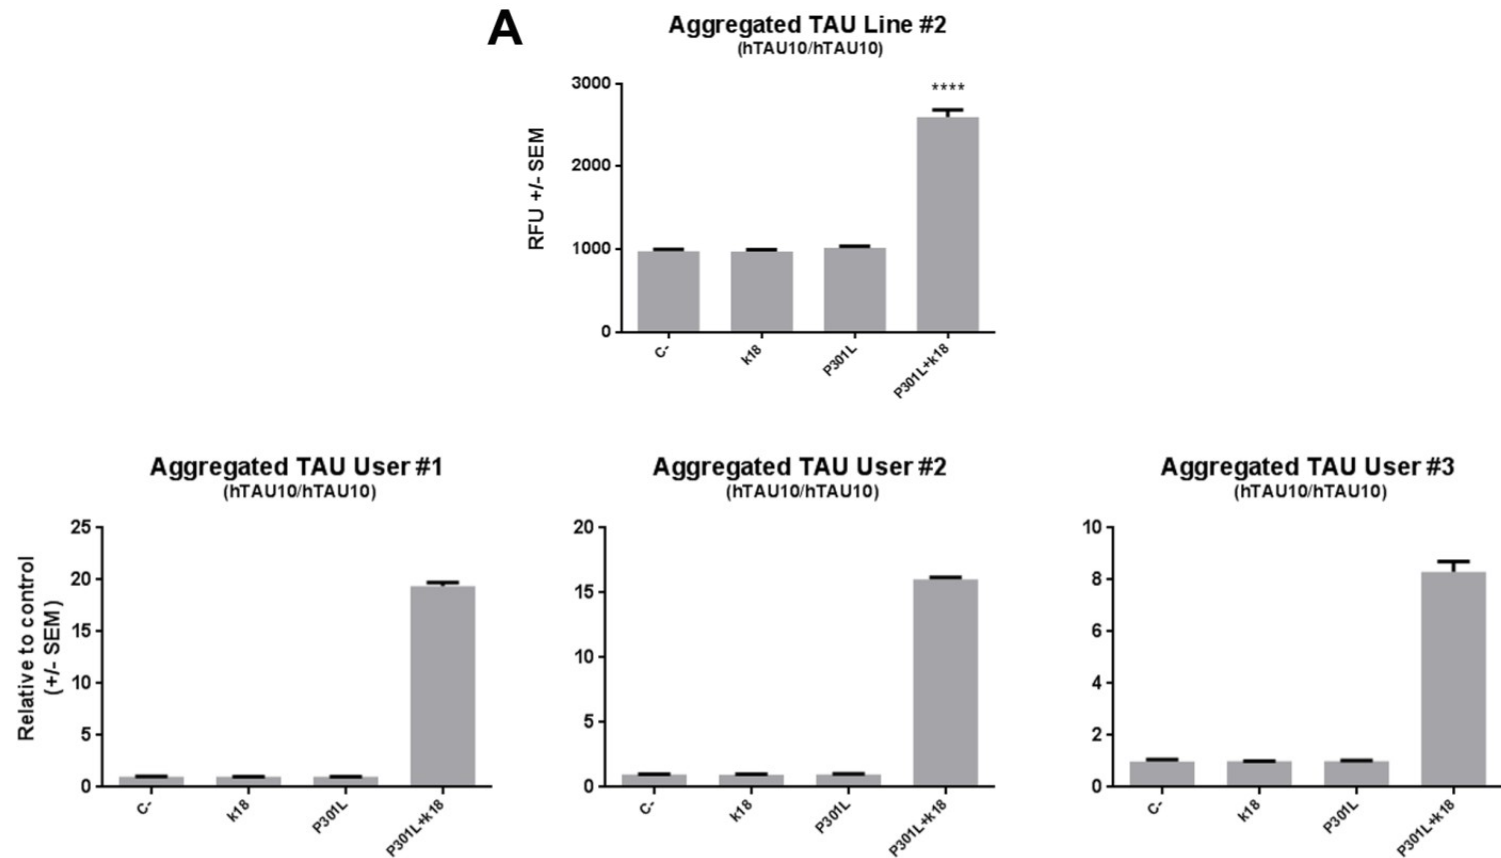 A
Aggregated TAU Line #2
(hTAU10/hTAU10)
RFU +/- SEM
3000
2000
1000
0
****
C-
k18
P301L
P301L+k18
Aggregated TAU User #1
(hTAU10/hTAU10)
Relative to control
(+/- SEM)
25
20
15
10
5
0
C-
k18
P301L
P301L+k18
Aggregated TAU User #2
(hTAU10/hTAU10)
20
15
10
5
0
C-
k18
P301L
P301L+k18
Aggregated TAU User #3
(hTAU10/hTAU10)
10
8
6
4
2
0
C-
k18
P301L
P301L+k18